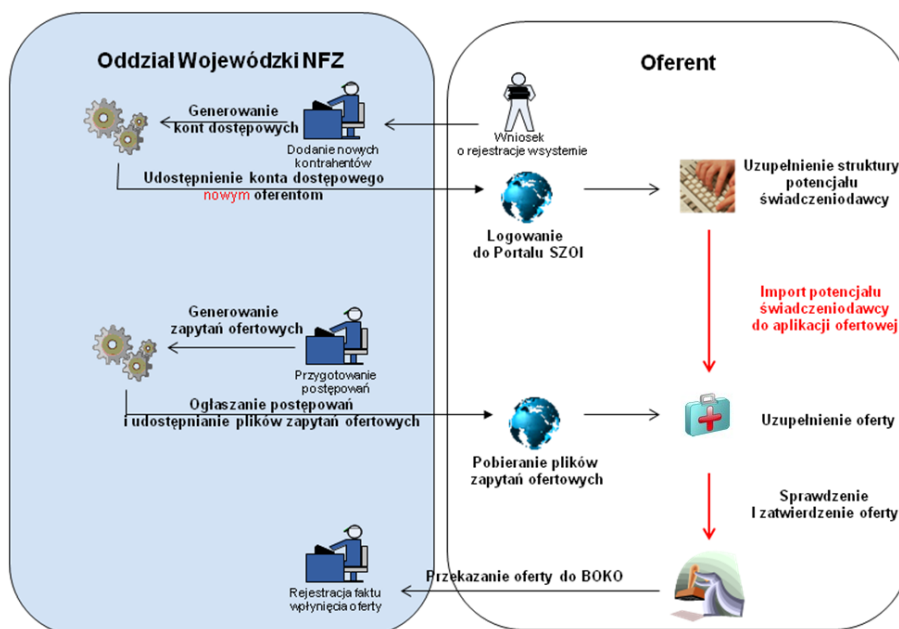 Oddział Wojewódzki NFZ
Oferent
Generowanie
kont dostępowych
Dodanie nowych
kontrahentów
Wniosek
o rejestracje wsystemie
Udostępnienie konta dostępowego
nowym oferentom
Logowanie
do Portalu SZOI
Uzupełnienie struktury
potencjału
świadczeniodawcy
Import potencjału
świadczeniodawcy
do aplikacji ofertowej
Generowanie
zapytań ofertowych
Przygotowanie
postępowań
Ogłaszanie postępowań
i udostępnianie plików zapytań ofertowych
Pobieranie plików
zapytań ofertowych
Uzupełnienie oferty
Sprawdzenie
I zatwierdzenie oferty
Przekazanie oferty do BOKO
Rejestracja faktu
wpłynięcia oferty